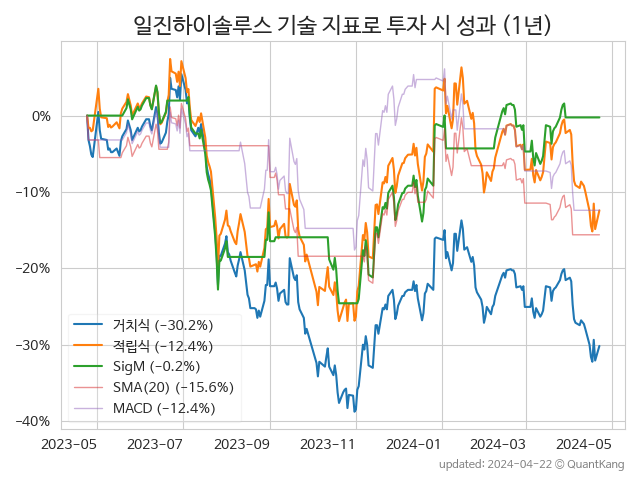 일진하이솔루스 기술 지표로 투자 시 성과 (1년)
0%
−10%
−20%
−30%
−40%
거치식 (−30.2%)
적립식 (−12.4%)
SigM (−0.2%)
SMA(20) (−15.6%)
MACD (−12.4%)
2023-05 2023-07 2023-09 2023-11 2024-01 2024-03 2024-05
updated: 2024-04-22 © QuantKang